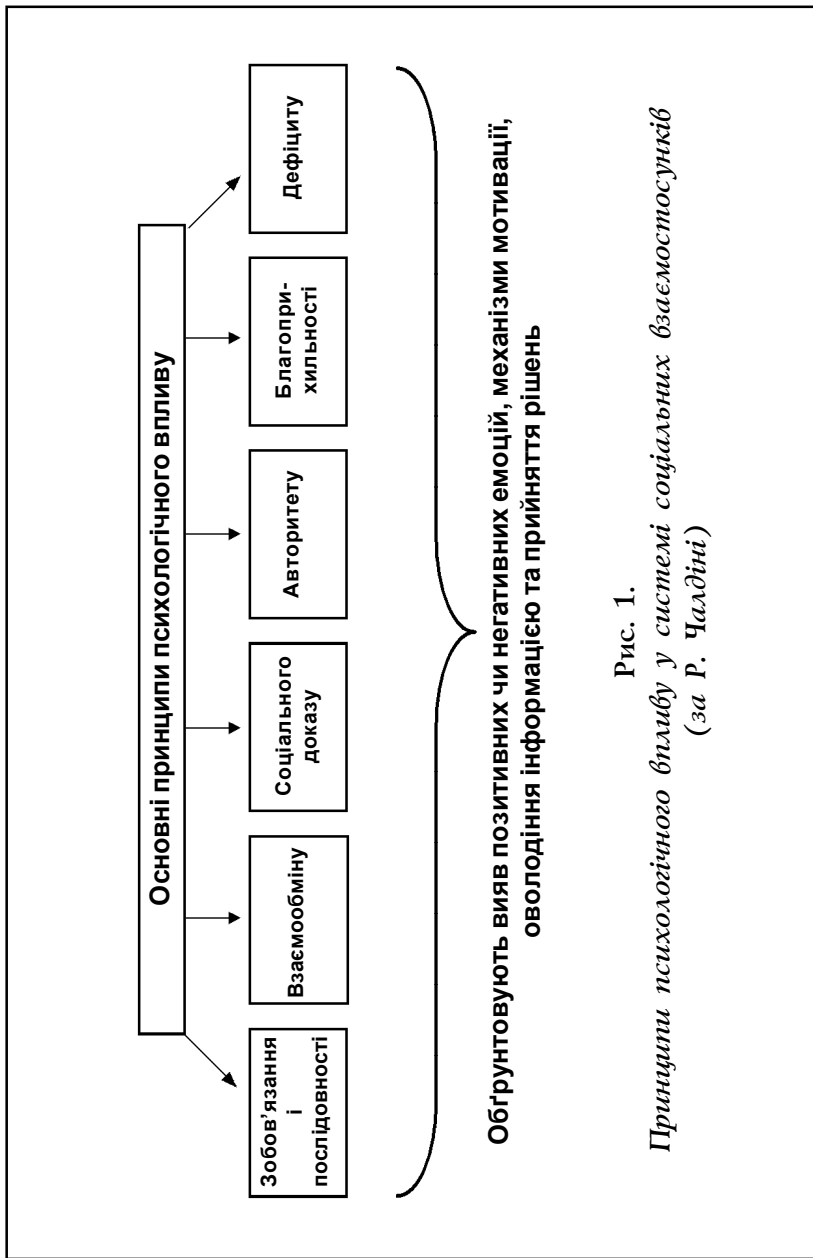 Основні принципи психологічного впливу
Зобов’язання
і
послідовності
Взаємообміну
Соціального
доказу
Авторитету
Благопри-
хильності
Дефіциту
Обґрунтовують вияв позитивних чи негативних емоцій, механізми мотивації,
оволодіння інформацією та прийняття рішень
Рис. 1.
Принципи психологічного впливу у системі соціальних взаємостосунків
(за Р. Чалдіні)